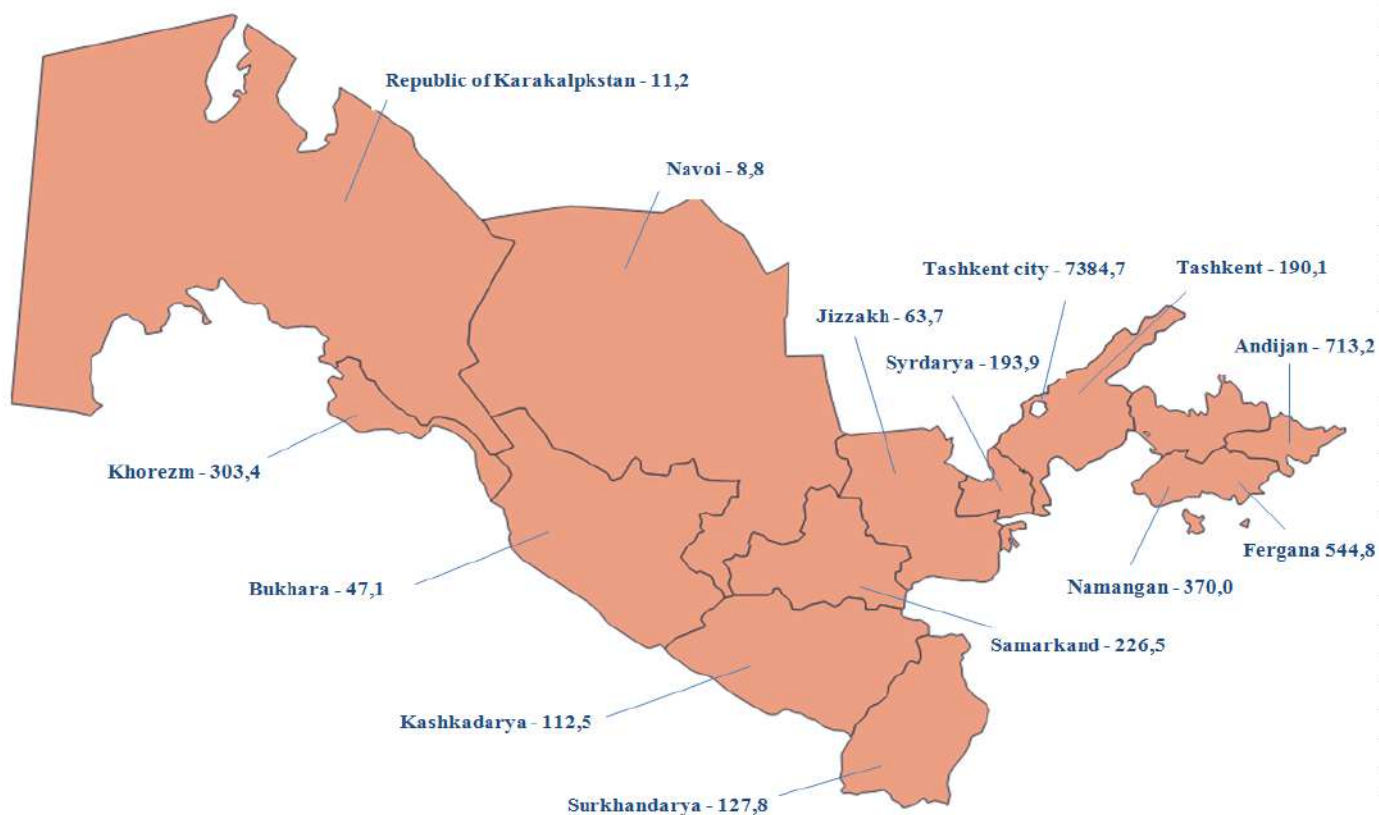 Republic of Karakalpkstan - 11,2
Navoi - 8,8
Tashkent city - 7384,7
Tashkent - 190,1
Jizzakh - 63,7
Andijan - 713,2
Syrdarya - 193,9
Khorezm - 303,4
Fergana 544,8
Bukhara - 47,1
Namangan - 370,0
Samarkand - 226,5
Kashkadarya - 112,5
Surkhandarya - 127,8